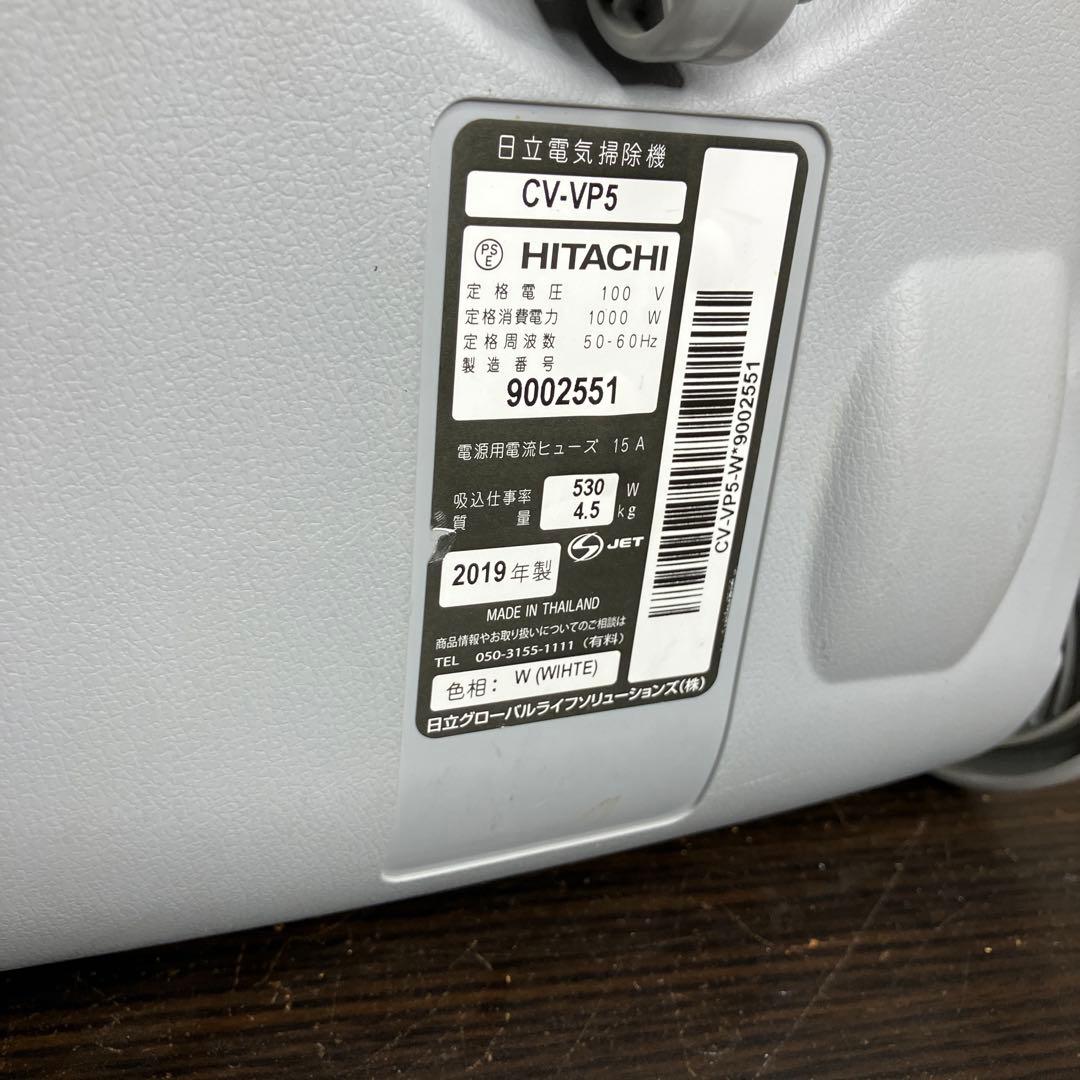 日立電気掃除機
CV-VP5
PSE HITACHI
定格電圧 100 V
定格消費電力 1000 W
定格周波数 50-60Hz
製造番号
9002551
電源用電流ヒューズ 15 A
吸込仕事率 530 W
質量 4.5 kg
JET
2019年製
MADE IN THAILAND
商品情報やお取り扱いについてのご相談は
TEL 050-3155-1111 (有料)
色相: W (WIHTE)
日立グローバルライフソリューションズ(株)
CV-VP5-W*9002551